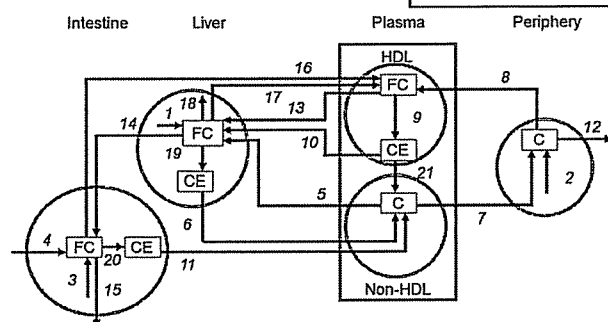 Intestine Liver Plasma Periphery
HDL
16
FC
8
18
17
13
1
14
FC
9
12
10
C
19
CE
CE
21
2
C
5
7
6
4
FC
CE
20
11
3
15
Non-HDL